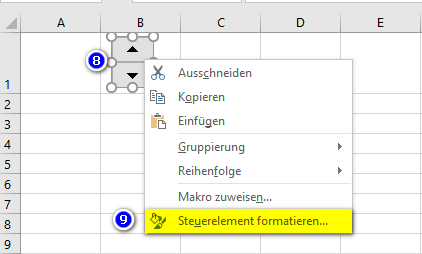 A B C D E
8
1
Ausschneiden
2
Kopieren
3
Einfügen
4
Gruppierung
5
Reihenfolge
6
7
Makro zuweisen...
8
9 Steuerelement formatieren...
9